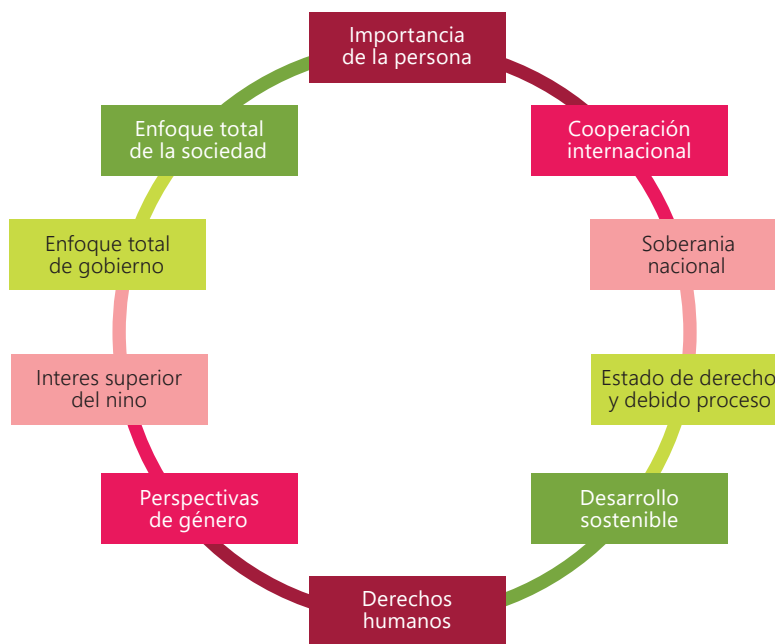 Importancia
de la persona
Cooperación
internacional
Soberania
nacional
Estado de derecho
y debido proceso
Desarrollo
sostenible
Derechos
humanos
Perspectivas
de género
Interes superior
del nino
Enfoque total
de gobierno
Enfoque total
de la sociedad